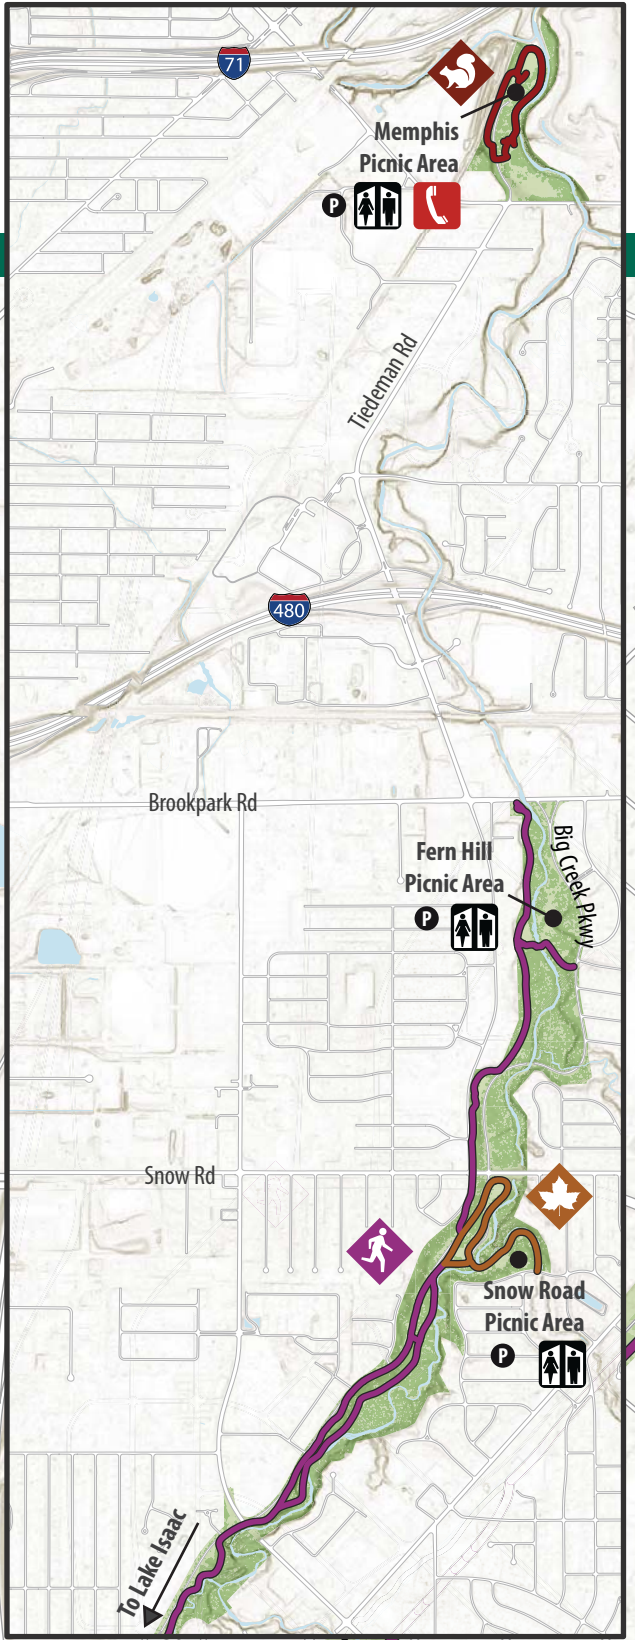 71
Memphis
Picnic Area
P
Tiedeman Rd
480
Brookpark Rd
Fern Hill
Picnic Area
P
Big Creek Pkwy
Snow Rd
Snow Road
Picnic Area
P
To Lake Isaac